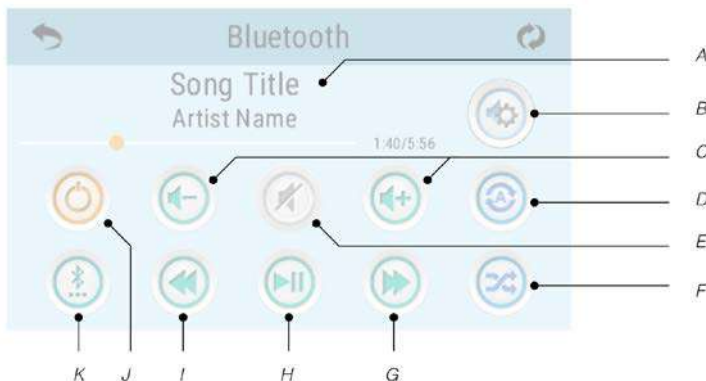 Bluetooth
Song Title
Artist Name
1:40/5:56
A
A
B
C
D
E
F
K
J
I
H
G